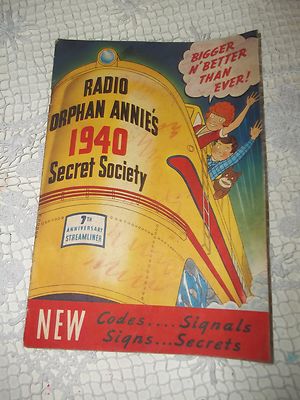 BIGGER
N' BETTER
THAN
EVER!
RADIO
ORPHAN ANNIE'S
1940
Secret Society
7TH
ANNIVERSARY
STREAMLINER
NEW Codes.... Signals
Signs... Secrets